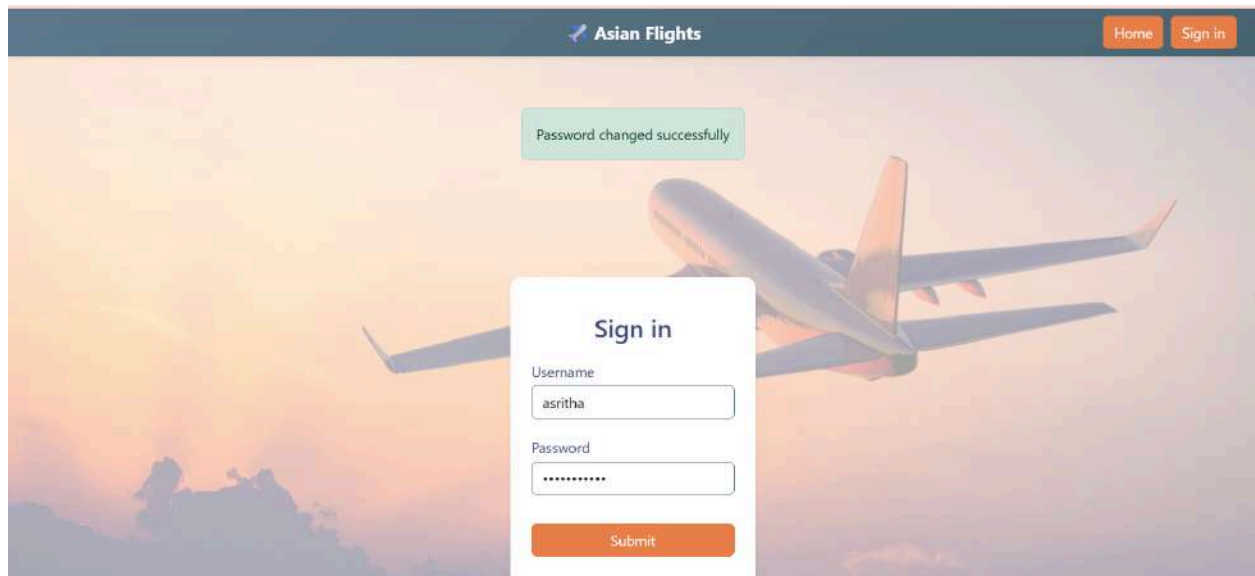 Asian Flights
Home
Sign in
Password changed successfully
Sign in
Username
asritha
Password
•••••••••••
Submit